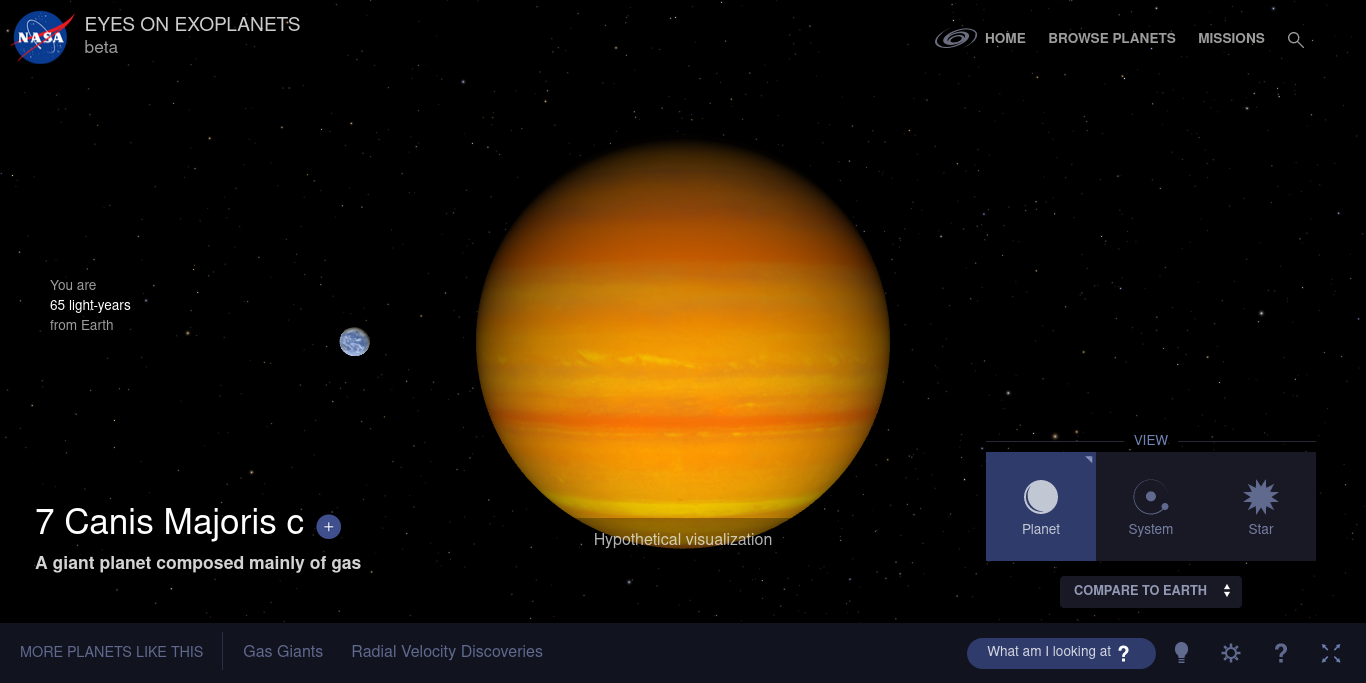 NASA
EYES ON EXOPLANETS
beta
HOME
BROWSE PLANETS
MISSIONS
You are
65 light-years
from Earth
VIEW
Planet
System
Star
7 Canis Majoris c +
A giant planet composed mainly of gas
Hypothetical visualization
COMPARE TO EARTH
MORE PLANETS LIKE THIS
Gas Giants
Radial Velocity Discoveries
What am I looking at ?
?